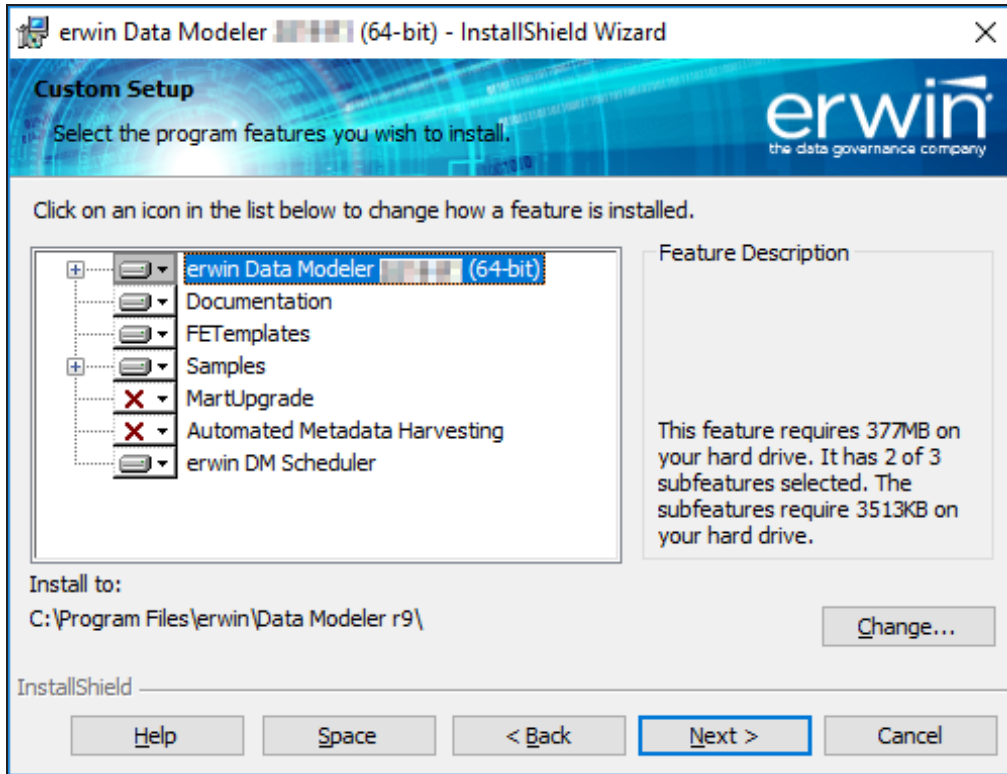 erwin Data Modeler (64-bit) - InstallShield Wizard
Custom Setup
Select the program features you wish to install.
erwin
the data governance company
Click on an icon in the list below to change how a feature is installed.
erwin Data Modeler (64-bit)
Documentation
FETemplates
Samples
MartUpgrade
Automated Metadata Harvesting
erwin DM Scheduler
Feature Description
This feature requires 377MB on
your hard drive. It has 2 of 3
subfeatures selected. The
subfeatures require 3513KB on
your hard drive.
Install to:
C:\Program Files\erwin\Data Modeler r9\
Change...
InstallShield
Help
Space
< Back
Next >
Cancel